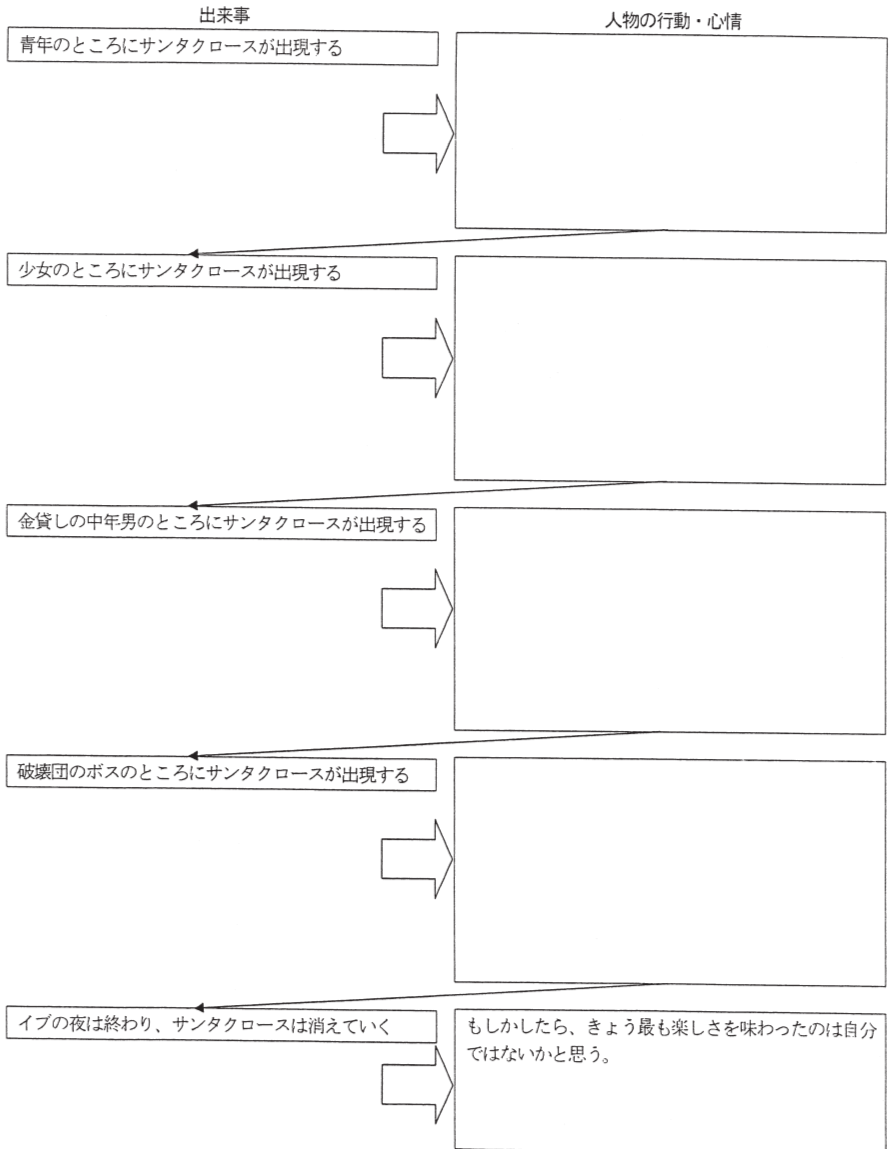 出来事
人物の行動・心情
青年のところにサンタクロースが出現する
少女のところにサンタクロースが出現する
金貸しの中年男のところにサンタクロースが出現する
破壊団のボスのところにサンタクロースが出現する
イブの夜は終わり、サンタクロースは消えていく
もしかしたら、きょう最も楽しさを味わったのは自分
ではないかと思う。